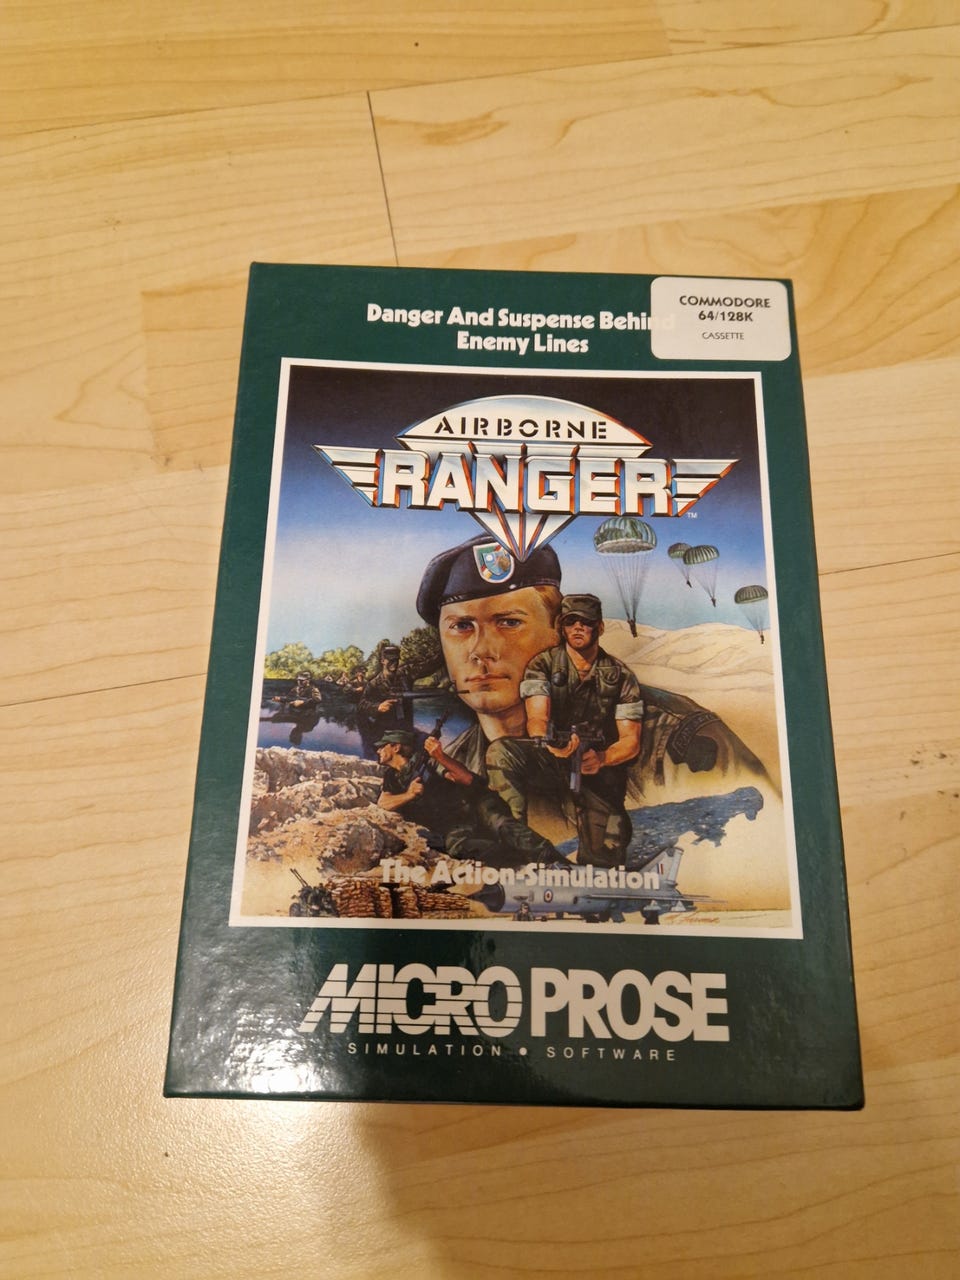 Danger And Suspense Behind
Enemy Lines
COMMODORE
64/128K
CASSETTE
AIRBORNE
RANGER
TM
The Action-Simulation
MICRO PROSE
SIMULATION • SOFTWARE